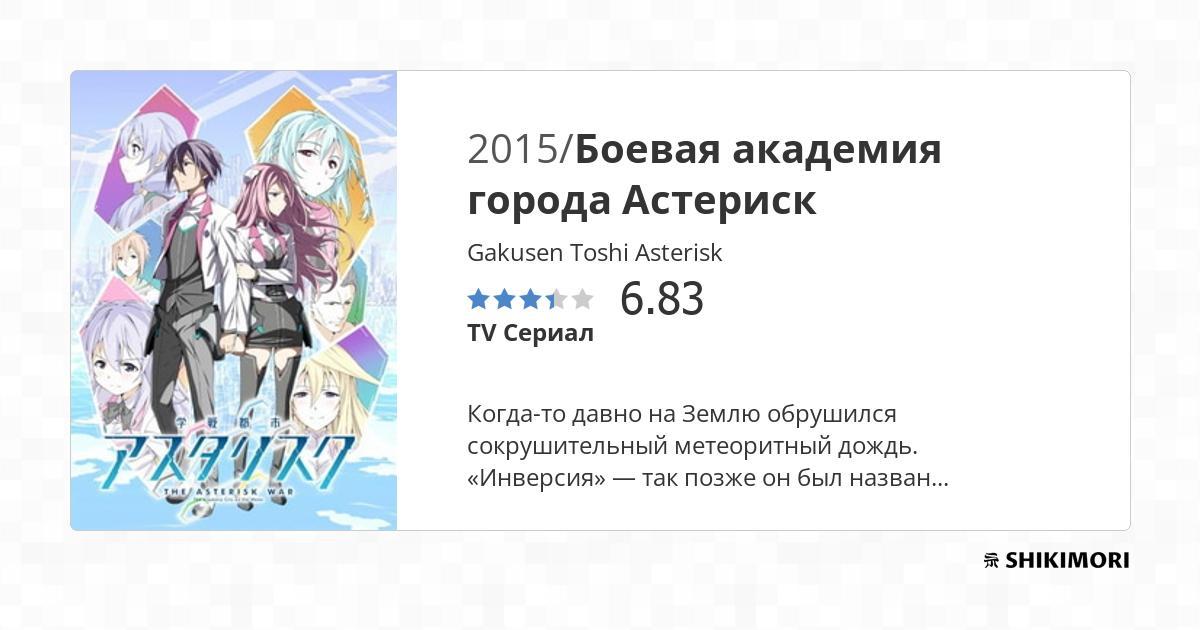 2015/Боевая академия
города Астериск
Gakusen Toshi Asterisk
6.83
TV Сериал
Когда-то давно на Землю обрушился
сокрушительный метеоритный дождь.
«Инверсия» — так позже он был назван...
学戦都市
アスタリスク
THE ASTERISK WAR
SHIKIMORI